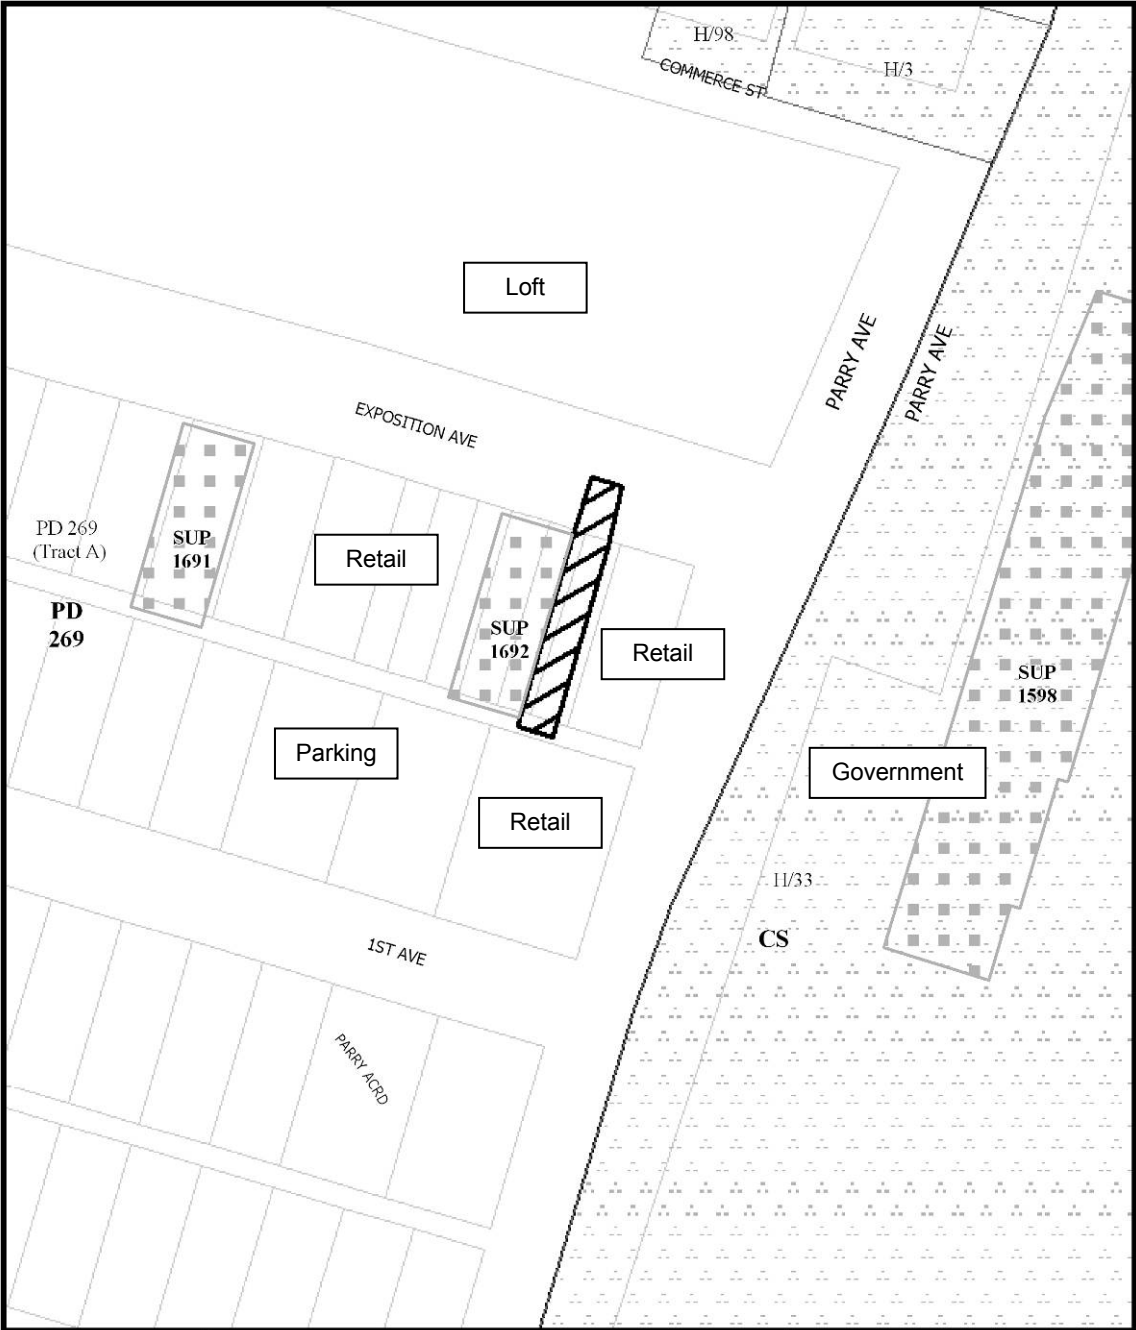 H/98
COMMERCE ST
H/3
Loft
PARRY AVE
PARRY AVE
EXPOSITION AVE
PD 269
(Tract A)
SUP
1691
Retail
PD
269
SUP
1692
Retail
SUP
1598
Parking
Government
Retail
H/33
CS
1ST AVE
PARRY ACRD